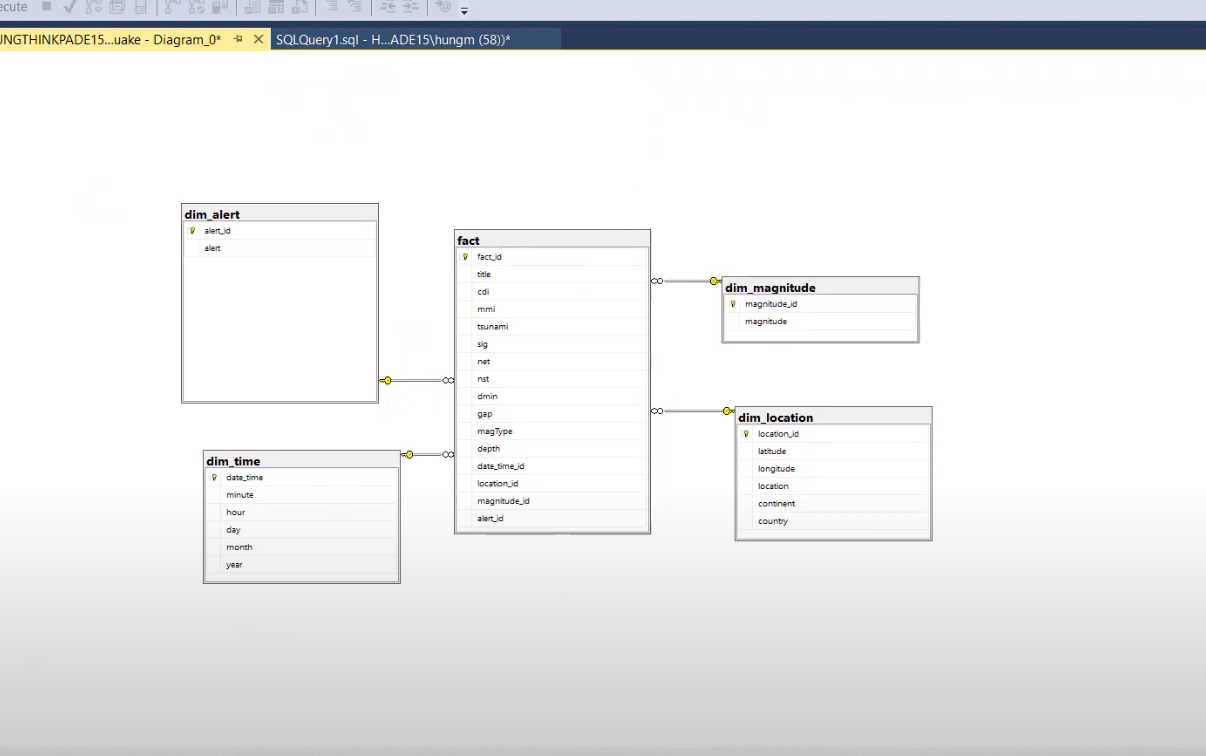 ecute
UNGTHINKPADE15...uake - Diagram_0*
SQLQuery1.sql - H...ADE15\hungm (58))*
dim_alert
alert_id
alert
fact
fact_id
title
cdi
mmi
tsunami
sig
net
nst
dmin
gap
magType
depth
date_time_id
location_id
magnitude_id
alert_id
dim_magnitude
magnitude_id
magnitude
dim_time
date_time
minute
hour
day
month
year
dim_location
location_id
latitude
longitude
location
continent
country